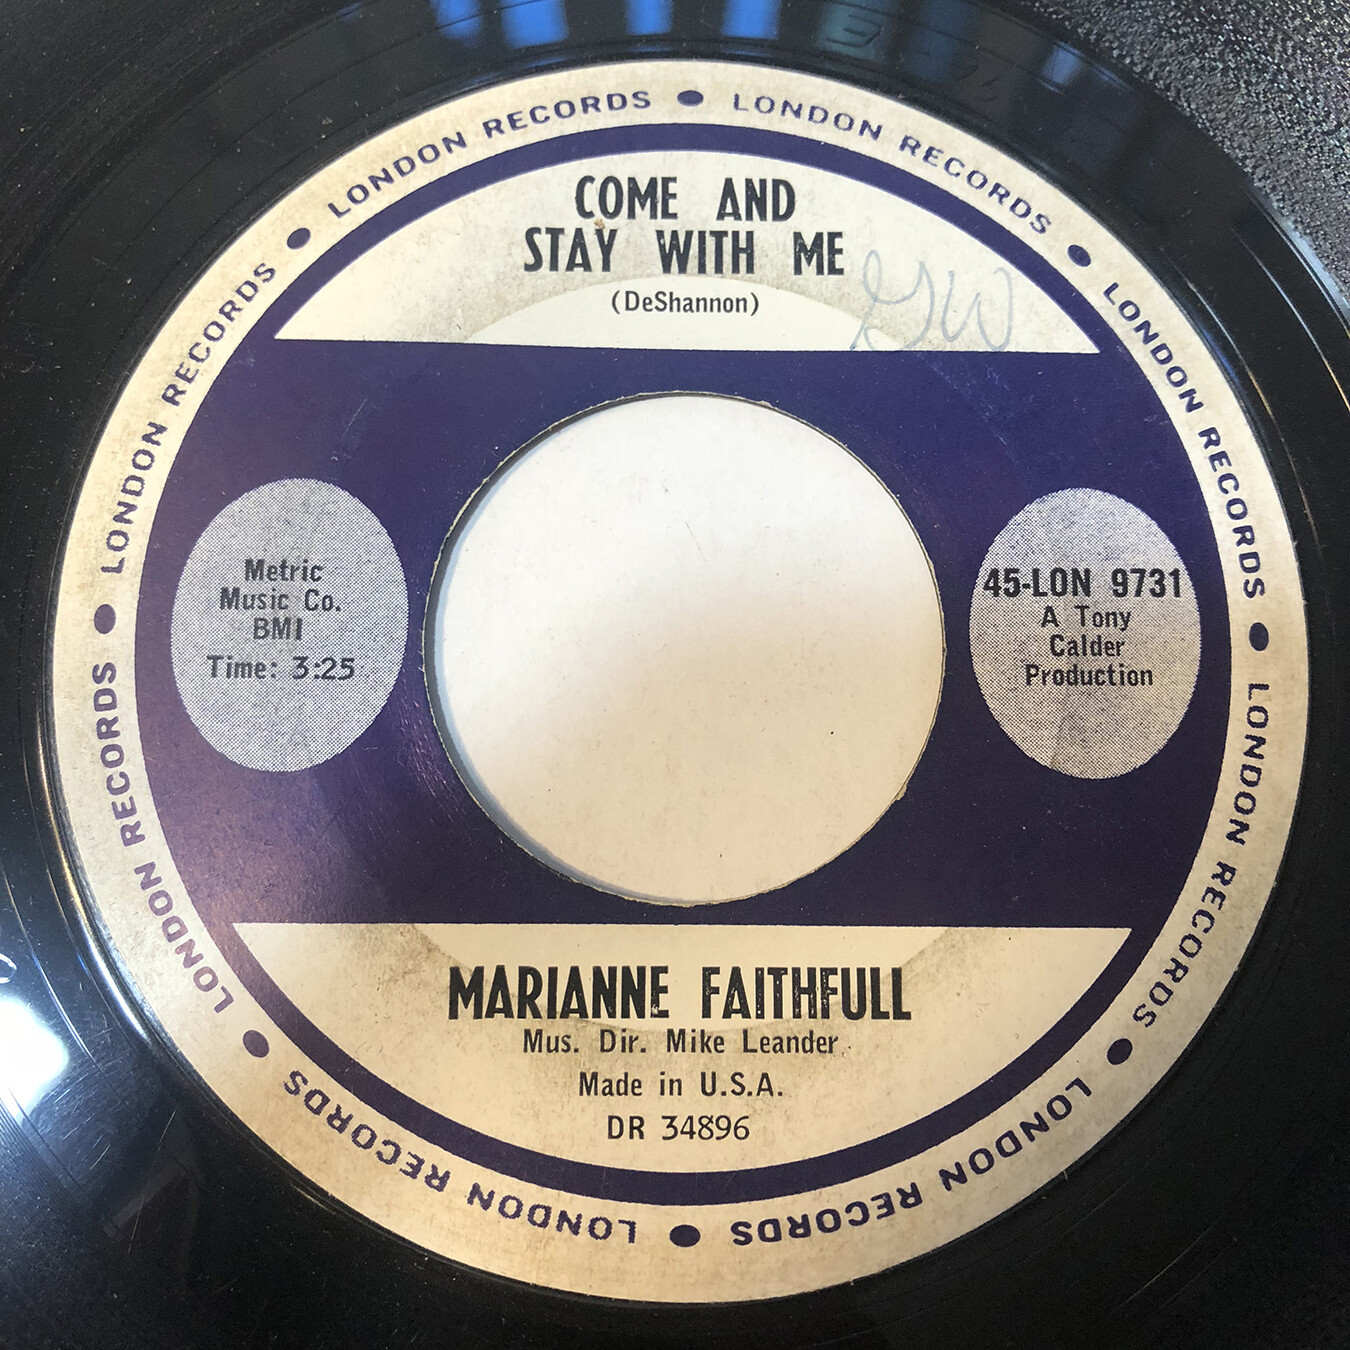 LONDON RECORDS ● LONDON RECORDS ● LONDON RECORDS ● LONDON RECORDS ● LONDON RECORDS ● LONDON RECORDS ● LONDON RECORDS ● LONDON RECORDS ●
COME AND
STAY WITH ME
(DeShannon)
GW
Metric
Music Co.
BMI
Time: 3:25
45-LON 9731
A Tony
Calder
Production
MARIANNE FAITHFULL
Mus. Dir. Mike Leander
Made in U.S.A.
DR 34896